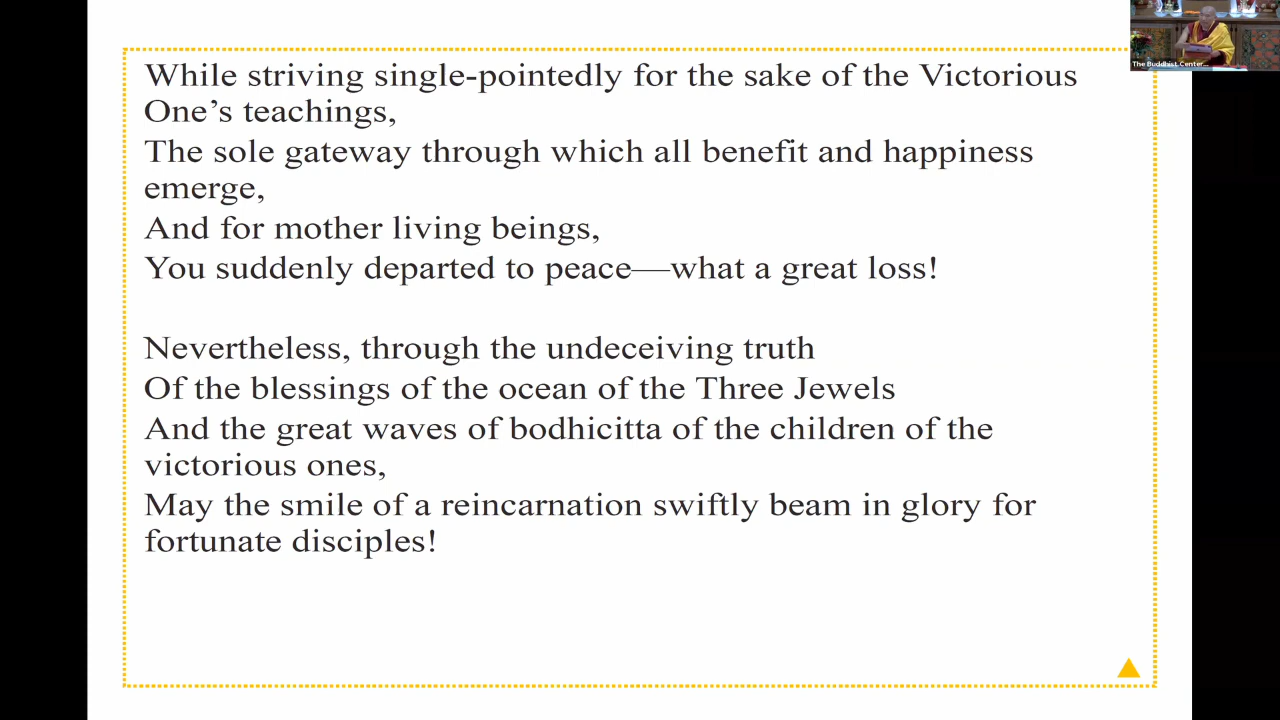 While striving single-pointedly for the sake of the Victorious
One’s teachings,
The sole gateway through which all benefit and happiness
emerge,
And for mother living beings,
You suddenly departed to peace—what a great loss!
Nevertheless, through the undeceiving truth
Of the blessings of the ocean of the Three Jewels
And the great waves of bodhicitta of the children of the
victorious ones,
May the smile of a reincarnation swiftly beam in glory for
fortunate disciples!
The Buddhist Center...